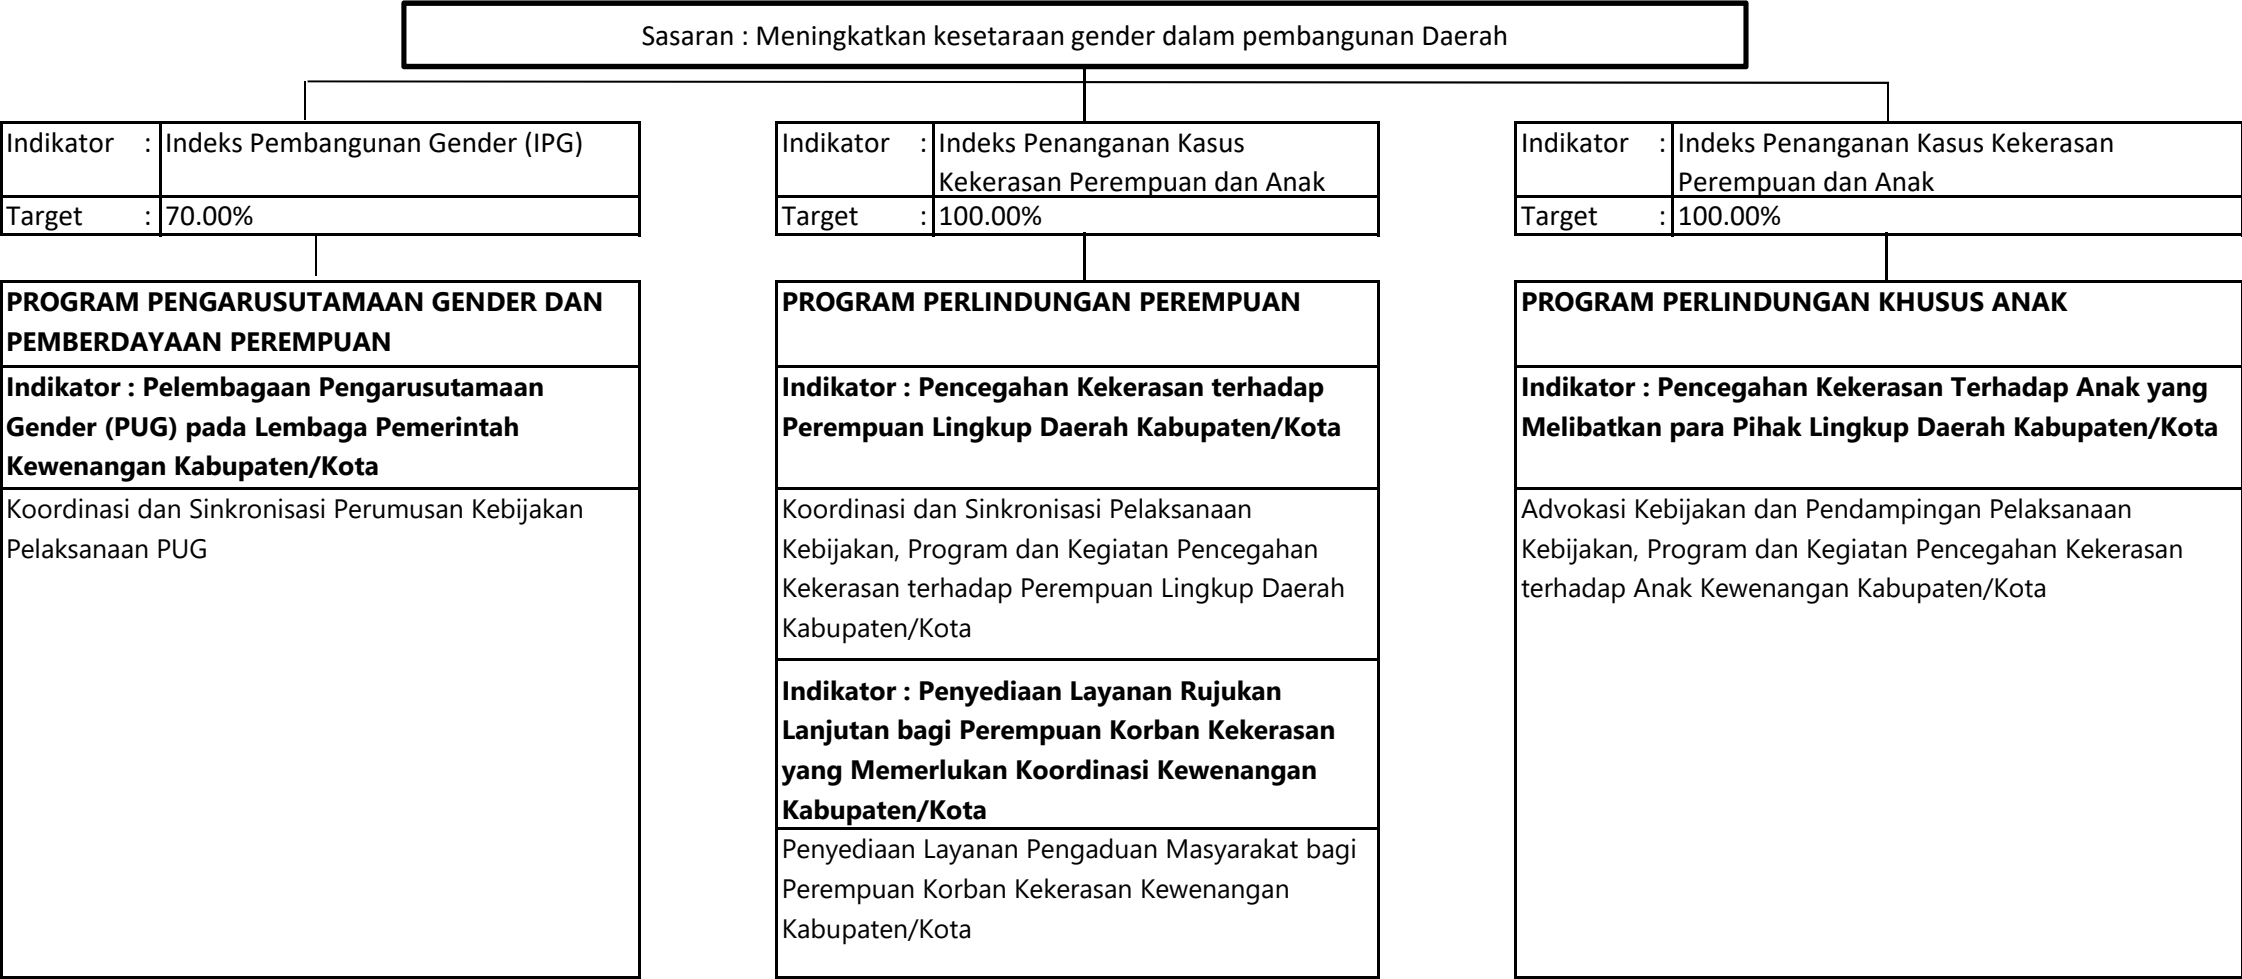 Sasaran : Meningkatkan kesetaraan gender dalam pembangunan Daerah
Indikator : Indeks Pembangunan Gender (IPG)
Target : 70.00%
PROGRAM PENGARUSUTAMAAN GENDER DAN
PEMBERDAYAAN PEREMPUAN
Indikator : Pelembagaan Pengarusutamaan
Gender (PUG) pada Lembaga Pemerintah
Kewenangan Kabupaten/Kota
Koordinasi dan Sinkronisasi Perumusan Kebijakan
Pelaksanaan PUG
Indikator : Indeks Penanganan Kasus
Kekerasan Perempuan dan Anak
Target : 100.00%
PROGRAM PERLINDUNGAN PEREMPUAN
Indikator : Pencegahan Kekerasan terhadap
Perempuan Lingkup Daerah Kabupaten/Kota
Koordinasi dan Sinkronisasi Pelaksanaan
Kebijakan, Program dan Kegiatan Pencegahan
Kekerasan terhadap Perempuan Lingkup Daerah
Kabupaten/Kota
Indikator : Penyediaan Layanan Rujukan
Lanjutan bagi Perempuan Korban Kekerasan
yang Memerlukan Koordinasi Kewenangan
Kabupaten/Kota
Penyediaan Layanan Pengaduan Masyarakat bagi
Perempuan Korban Kekerasan Kewenangan
Kabupaten/Kota
Indikator : Indeks Penanganan Kasus Kekerasan
Perempuan dan Anak
Target : 100.00%
PROGRAM PERLINDUNGAN KHUSUS ANAK
Indikator : Pencegahan Kekerasan Terhadap Anak yang
Melibatkan para Pihak Lingkup Daerah Kabupaten/Kota
Advokasi Kebijakan dan Pendampingan Pelaksanaan
Kebijakan, Program dan Kegiatan Pencegahan Kekerasan
terhadap Anak Kewenangan Kabupaten/Kota